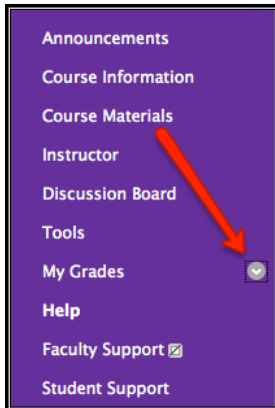 Announcements
Course Information
Course Materials
Instructor
Discussion Board
Tools
My Grades
Help
Faculty Support
Student Support